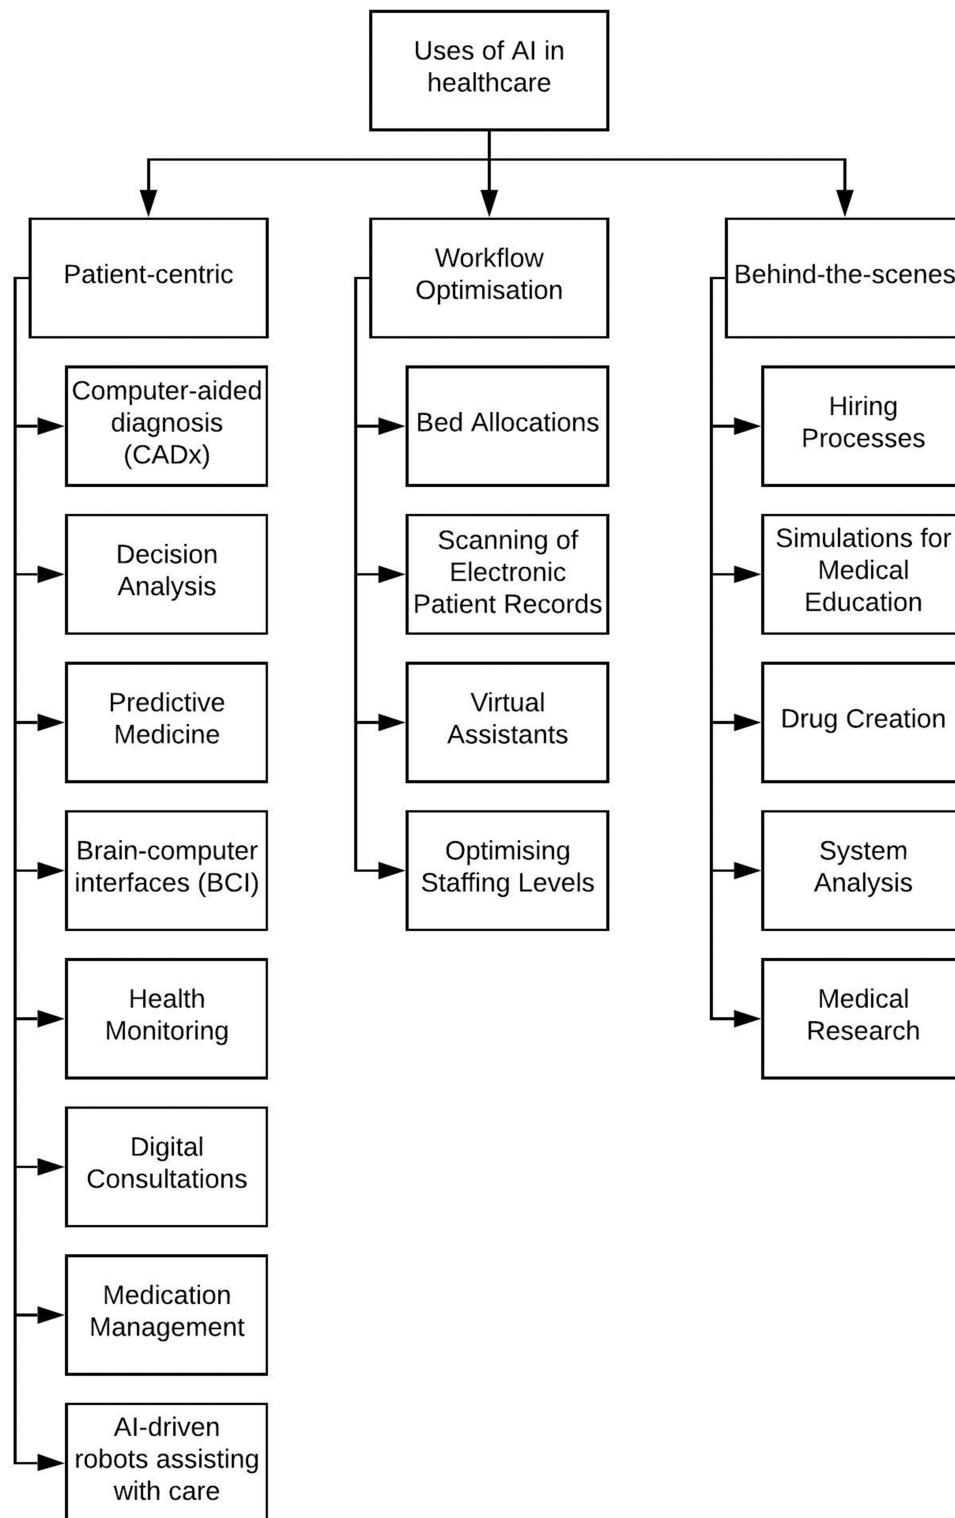 Uses of AI in
healthcare
Patient-centric
Computer-aided
diagnosis
(CADx)
Decision
Analysis
Predictive
Medicine
Brain-computer
interfaces (BCI)
Health
Monitoring
Digital
Consultations
Medication
Management
AI-driven
robots assisting
with care
Workflow
Optimisation
Bed Allocations
Scanning of
Electronic
Patient Records
Virtual
Assistants
Optimising
Staffing Levels
Behind-the-scenes
Hiring
Processes
Simulations for
Medical
Education
Drug Creation
System
Analysis
Medical
Research